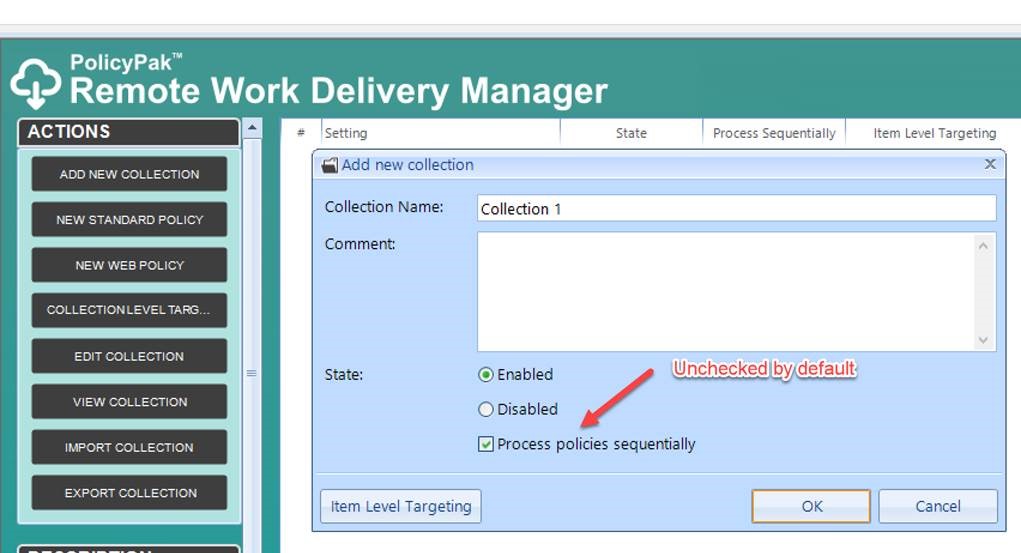 PolicyPak™
Remote Work Delivery Manager
ACTIONS
ADD NEW COLLECTION
NEW STANDARD POLICY
NEW WEB POLICY
COLLECTION LEVEL TARG...
EDIT COLLECTION
VIEW COLLECTION
IMPORT COLLECTION
EXPORT COLLECTION
DESCRIPTION
# Setting State Process Sequentially Item Level Targeting
Add new collection
Collection Name: Collection 1
Comment:
State: Enabled
Unchecked by default
Disabled
Process policies sequentially
Item Level Targeting OK Cancel